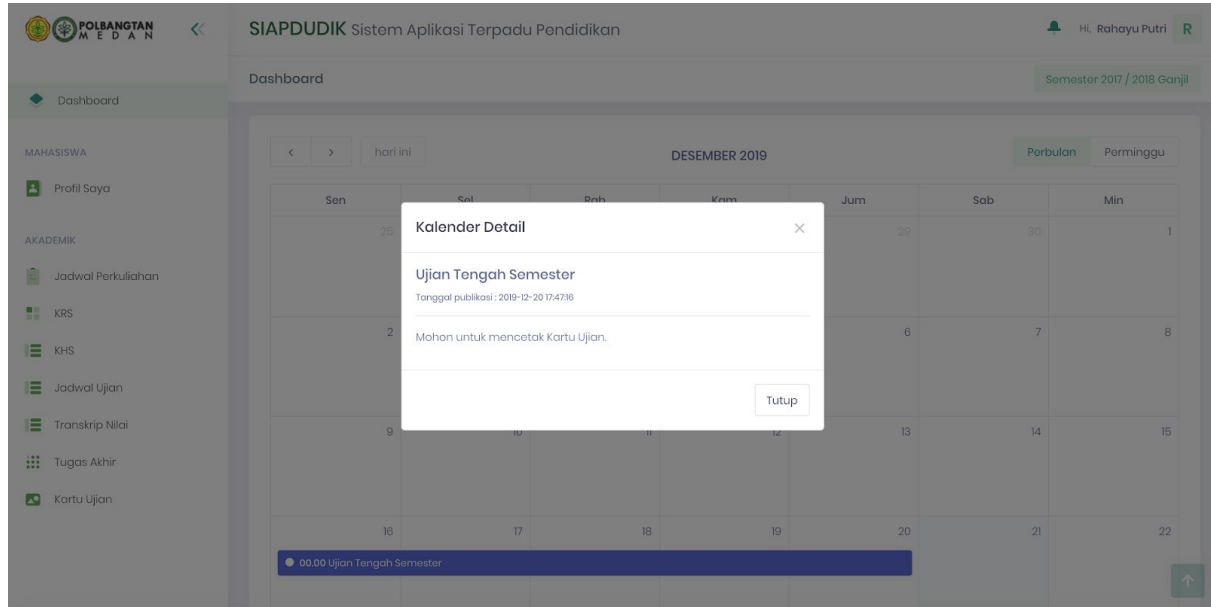 POLBANGTAN
MEDAN
SIAPDUDIK Sistem Aplikasi Terpadu Pendidikan
Hi, Rahayu Putri R
Dashboard
Semester 2017 / 2018 Ganjil
Dashboard
MAHASISWA
Profil Saya
AKADEMIK
Jadwal Perkuliahan
KRS
KHS
Jadwal Ujian
Transkrip Nilai
Tugas Akhir
Kartu Ujian
hari ini
DESEMBER 2019
Perbulan Perminggu
Sen Sel Rab Kam Jum Sab Min
25 29 30 1
Kalender Detail
Ujian Tengah Semester
Tanggal publikasi : 2019-12-20 17:47:16
Mohon untuk mencetak Kartu Ujian.
Tutup
2 6 7 8
9 10 11 12 13 14 15
16 17 18 19 20 21 22
00.00 Ujian Tengah Semester